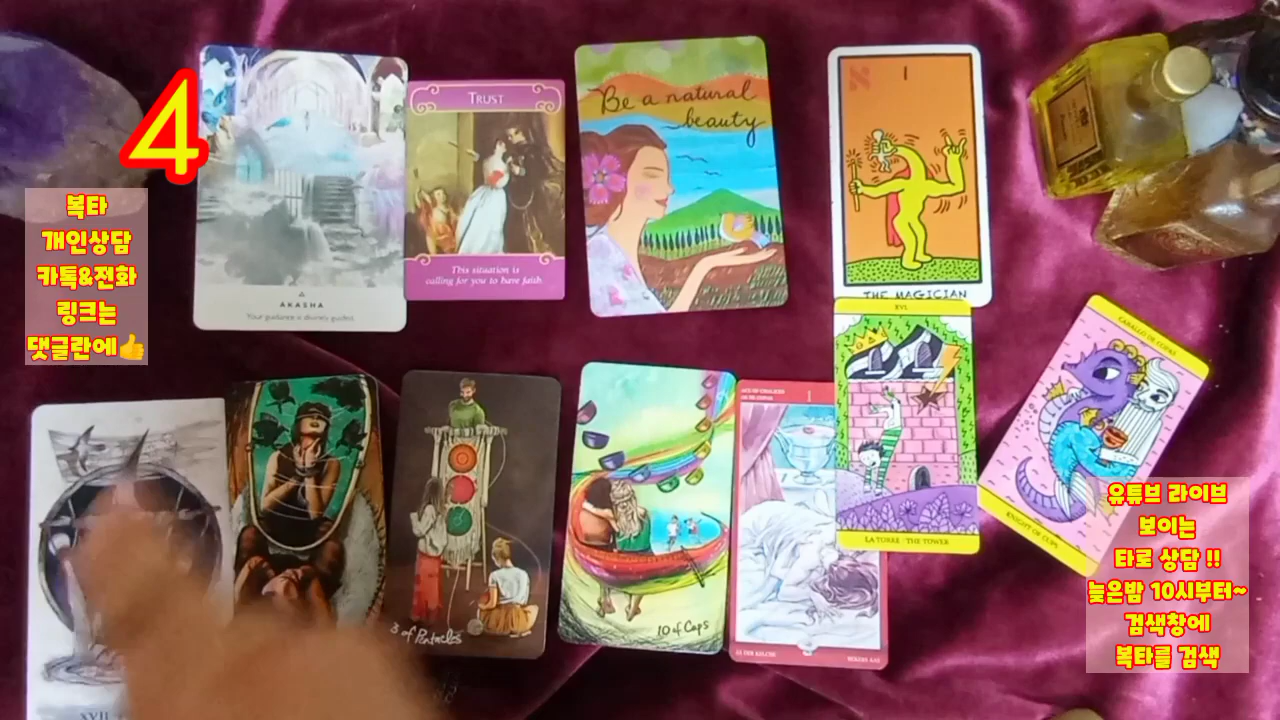 4
복타
개인상담
카톡&전화
링크는
댓글란에👍
AKASHA
Your guidance is divinely guided.
TRUST
This situation is
calling for you to have faith.
Be a natural
beauty
I
THE MAGICIAN
XVI
LA TORRE · THE TOWER
CABALLO DE COPAS
KNIGHT OF CUPS
XVII
3 of Pentacles
10 of Cups
1
유튜브 라이브
보이는
타로 상담 !!
늦은밤 10시부터~
검색창에
복타를 검색